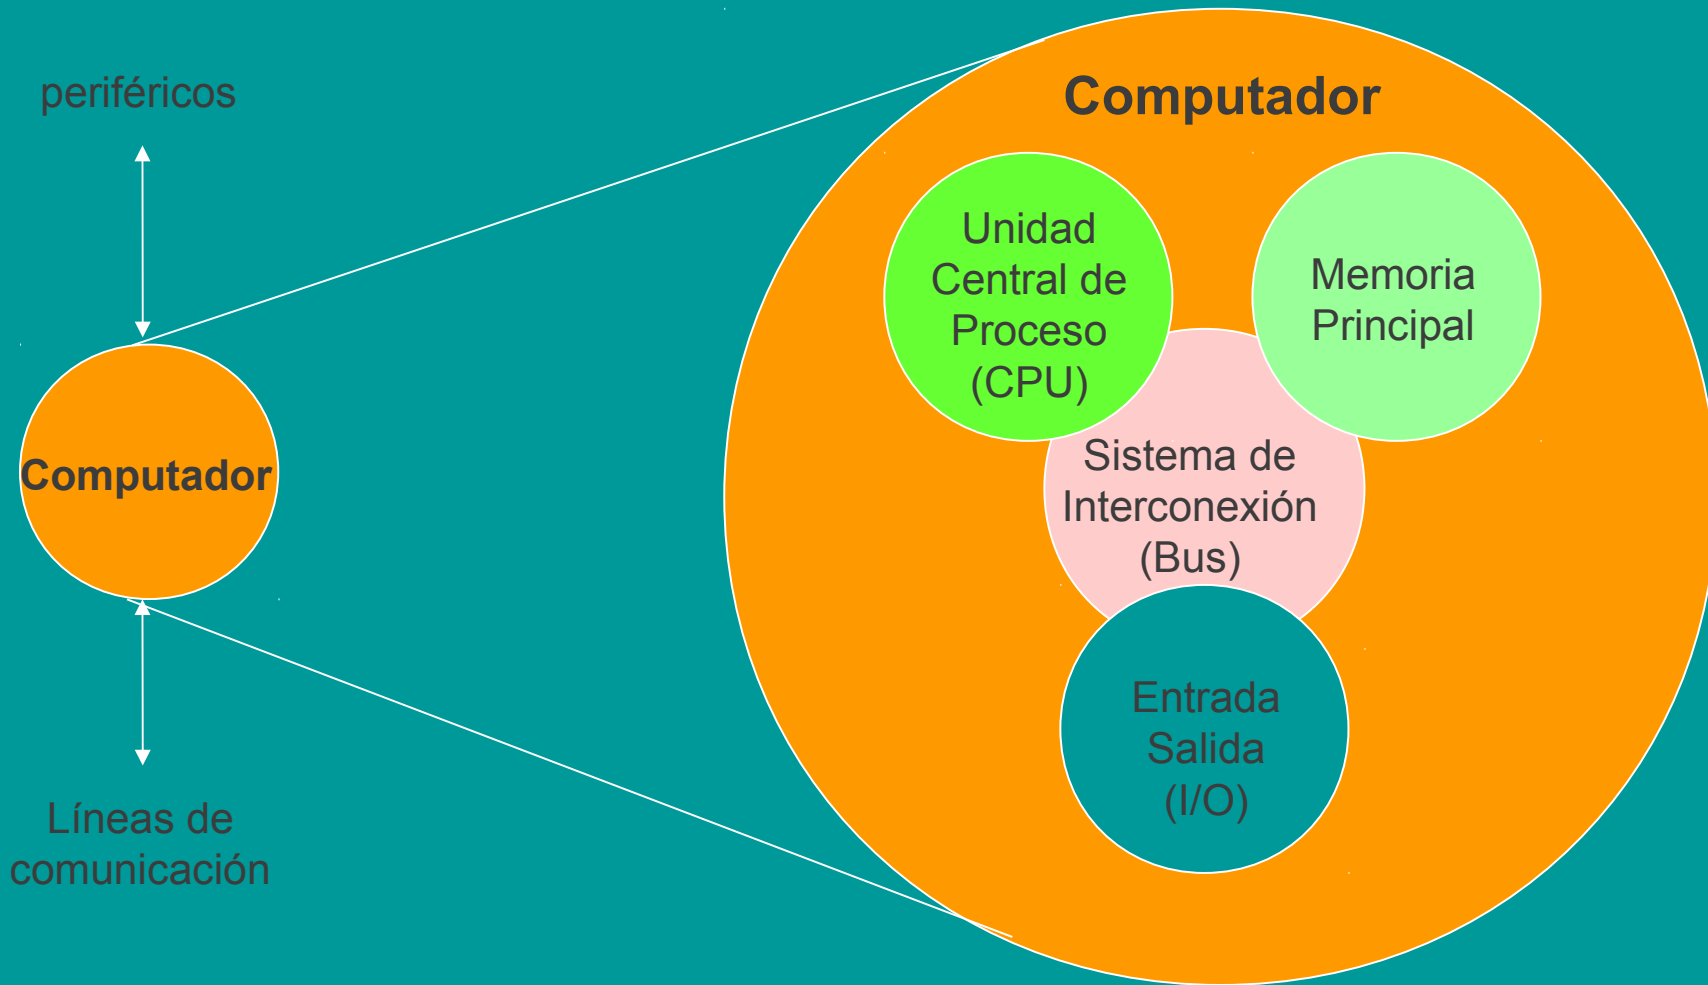 periféricos
Computador
Líneas de
comunicación
Computador
Unidad
Central de
Proceso
(CPU)
Memoria
Principal
Sistema de
Interconexión
(Bus)
Entrada
Salida
(I/O)